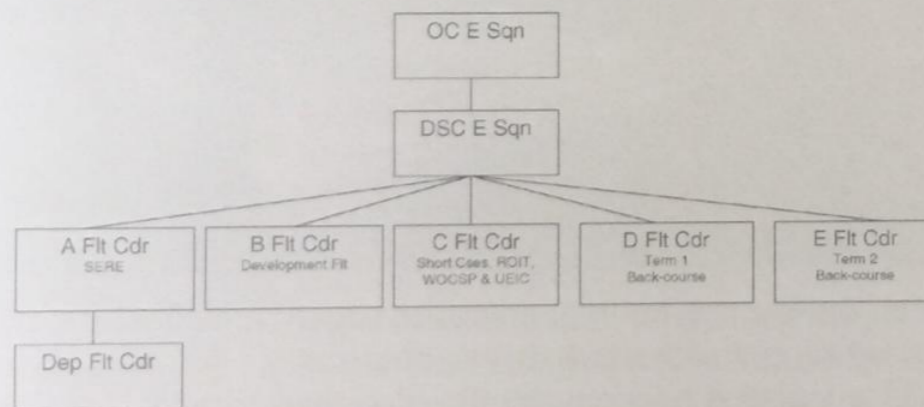 OC E Sqn
DSC E Sqn
A Flt Cdr
SERE
B Flt Cdr
Development Flt
C Flt Cdr
Short Cses, ROIT,
WOCSP & UEIC
D Flt Cdr
Term 1
Back-course
E Flt Cdr
Term 2
Back-course
Dep Flt Cdr